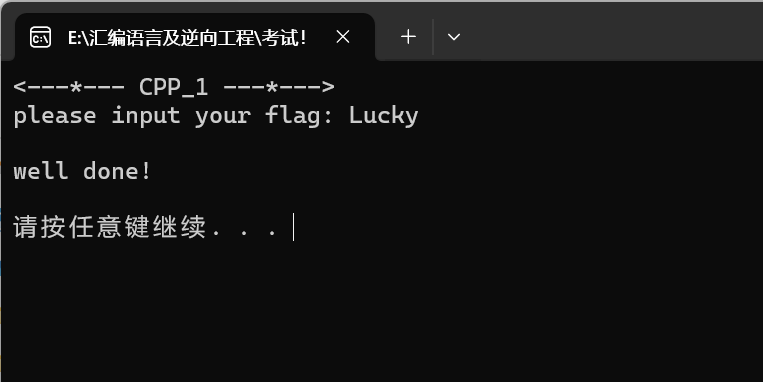 E:\汇编语言及逆向工程\考试!
<---*--- CPP_1 ---*--->
please input your flag: Lucky
well done!
请按任意键继续. . .